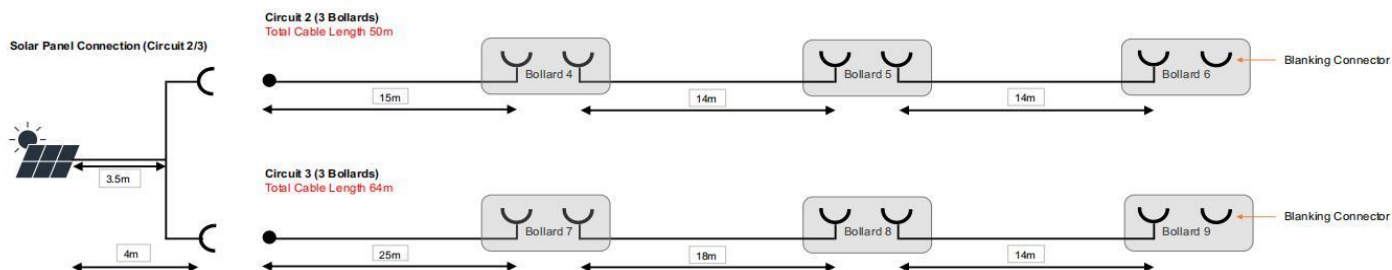 Circuit 2 (3 Bollards)
Total Cable Length 50m
Solar Panel Connection (Circuit 2/3)
Bollard 4
Bollard 5
Bollard 6
Blanking Connector
15m
14m
14m
3.5m
Circuit 3 (3 Bollards)
Total Cable Length 64m
Bollard 7
Bollard 8
Bollard 9
Blanking Connector
4m
25m
18m
14m